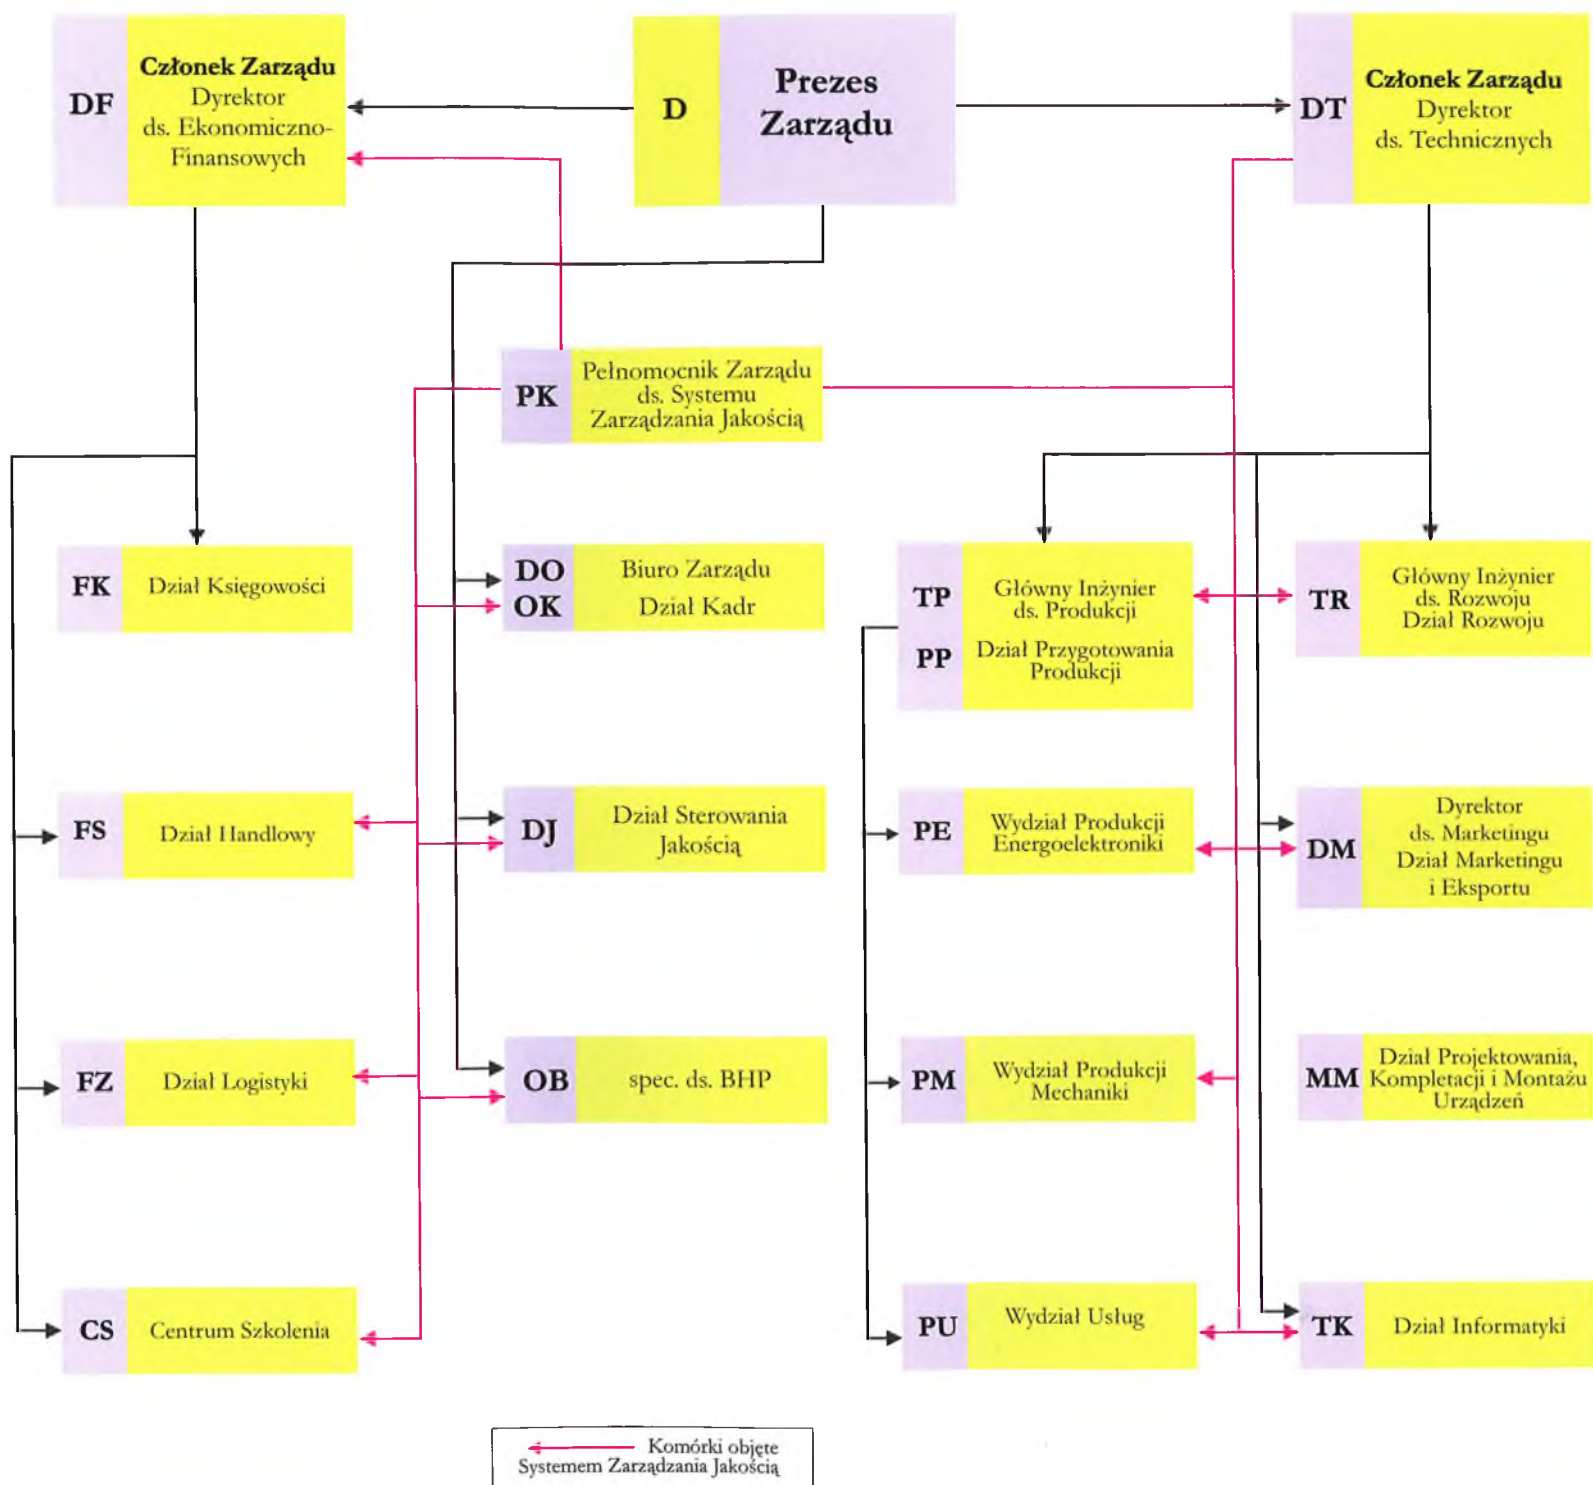 DF
Członek Zarządu
Dyrektor
ds. Ekonomiczno-
Finansowych
D
Prezes
Zarządu
DT
Członek Zarządu
Dyrektor
ds. Technicznych
PK
Pełnomocnik Zarządu
ds. Systemu
Zarządzania Jakością
FK
Dział Księgowości
DO
Biuro Zarządu
OK
Dział Kadr
TP
Główny Inżynier
ds. Produkcji
PP
Dział Przygotowania
Produkcji
TR
Główny Inżynier
ds. Rozwoju
Dział Rozwoju
FS
Dział Handlowy
DJ
Dział Sterowania
Jakością
PE
Wydział Produkcji
Energoelektroniki
DM
Dyrektor
ds. Marketingu
Dział Marketingu
i Eksportu
FZ
Dział Logistyki
OB
spec. ds. BHP
PM
Wydział Produkcji
Mechaniki
MM
Dział Projektowania,
Kompletacji i Montażu
Urządzeń
CS
Centrum Szkolenia
PU
Wydział Usług
TK
Dział Informatyki
Komórki objęte
Systemem Zarządzania Jakością